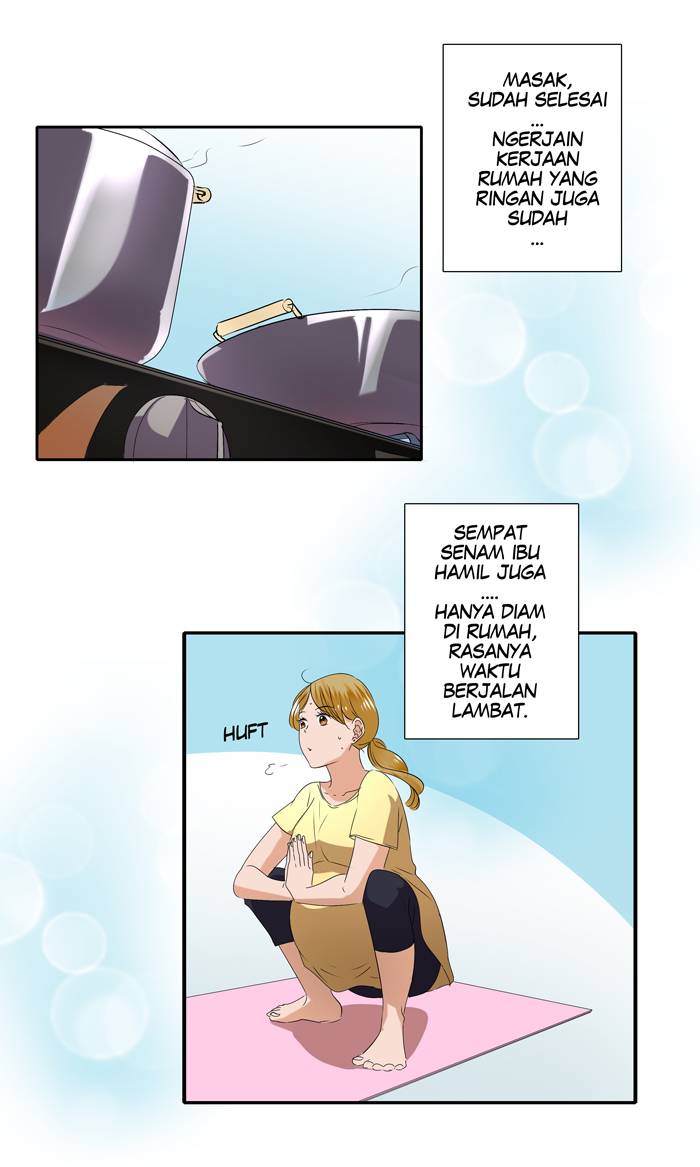 MASAK,
SUDAH SELESAI
...
NGERJAIN
KERJAAN
RUMAH YANG
RINGAN JUGA
SUDAH
...
SEMPAT
SENAM IBU
HAMIL JUGA
....
HANYA DIAM
DI RUMAH,
RASANYA
WAKTU
BERJALAN
LAMBAT.
HUFT